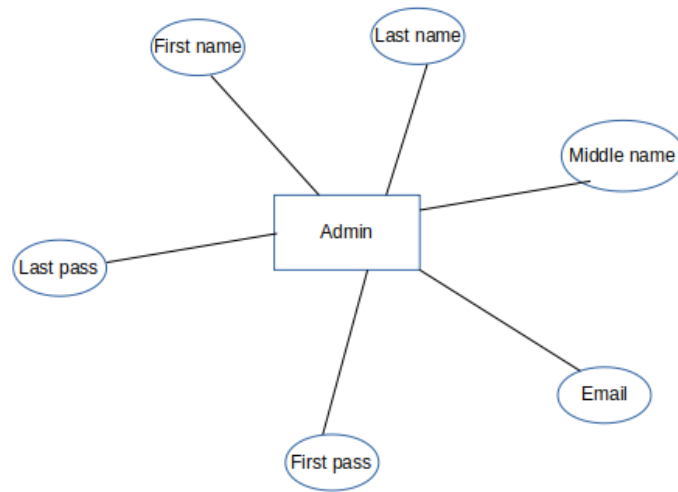 Last name
First name
Middle name
Admin
Last pass
Email
First pass